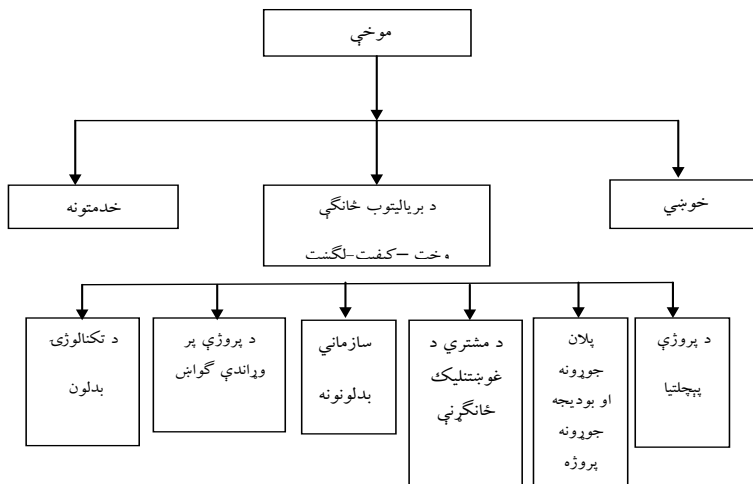 موخې
خوښي
د بریالیتوب څانګې
وخت –کیفیت-لګښت
خدمتونه
د پروژې
پېچلتیا
پلان
جوړونه
او بودیجه
جوړونه
پروژه
د مشتري د
غوښتنلیک
ځانګړنې
سازماني
بدلونونه
د پروژې پر
وړاندې ګواښ
د تکنالوژۍ
بدلون